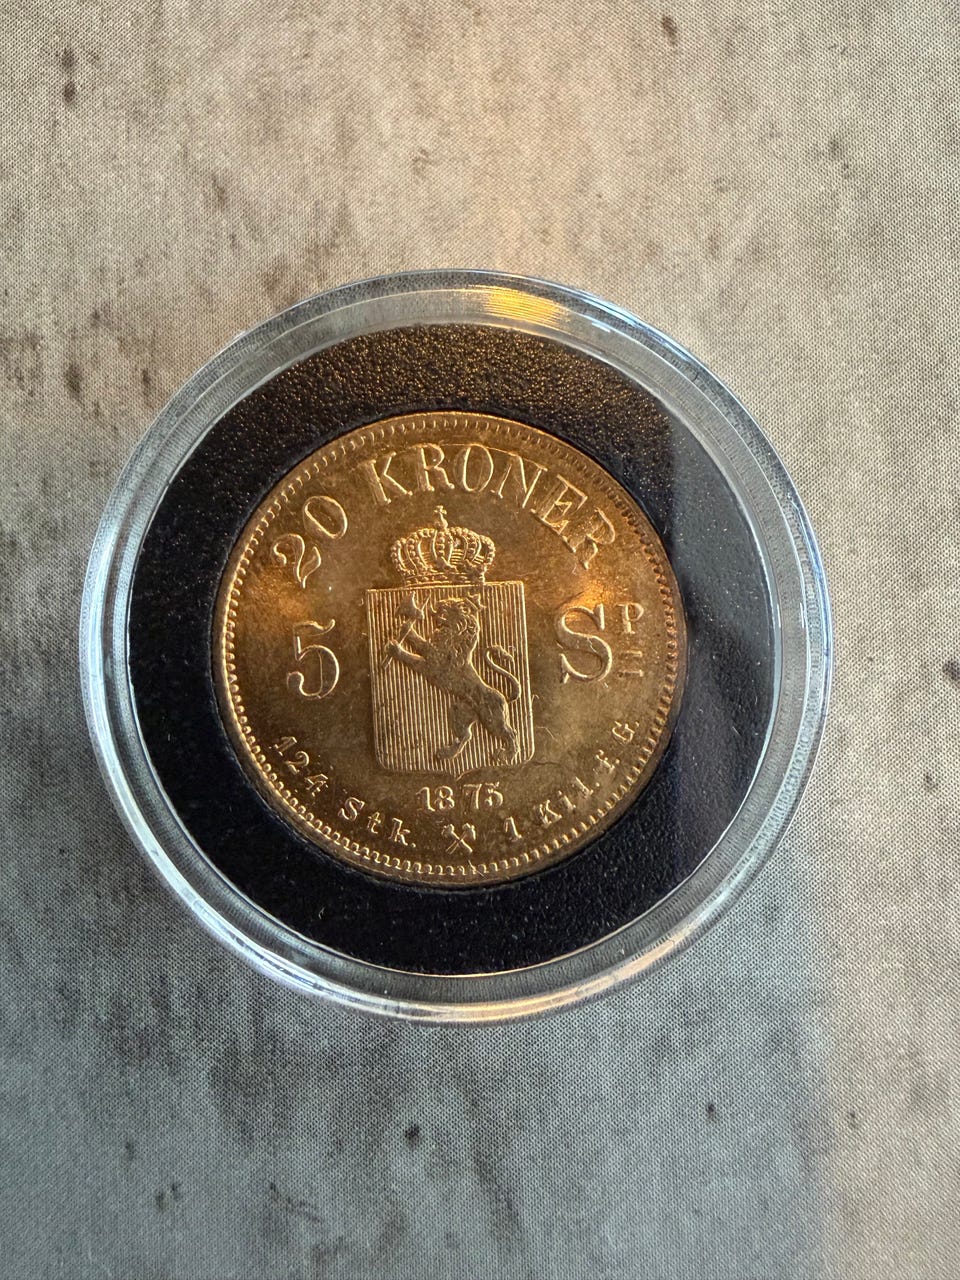 20 KRONER
5 Sp
1875
124 Stk. 1 Kil. F. G.